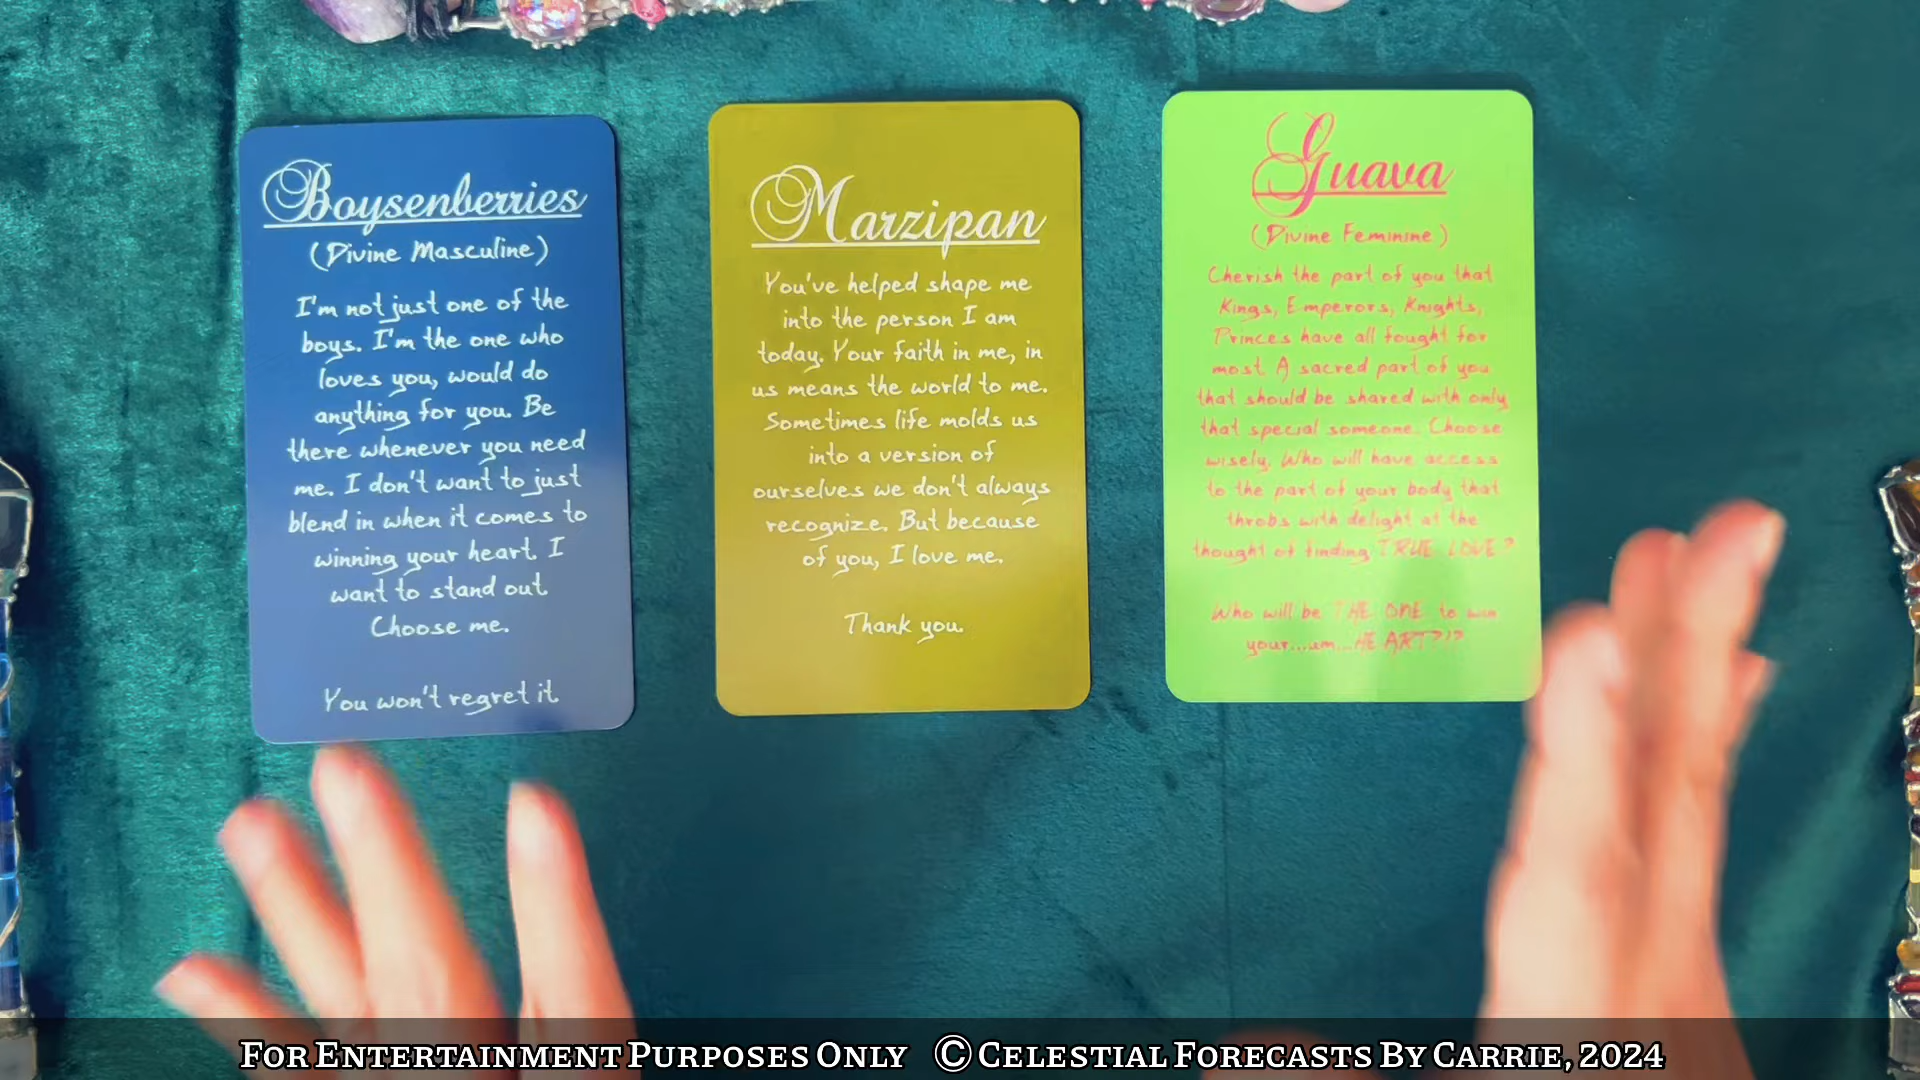 Boysenberries
(Divine Masculine)
I'm not just one of the
boys. I'm the one who
loves you, would do
anything for you. Be
there whenever you need
me. I don't want to just
blend in when it comes to
winning your heart. I
want to stand out.
Choose me.
You won't regret it.
Marzipan
You've helped shape me
into the person I am
today. Your faith in me, in
us means the world to me.
Sometimes life molds us
into a version of
ourselves we don't always
recognize. But because
of you, I love me.
Thank you.
Guava
(Divine Feminine)
Cherish the part of you that
Kings, Emperors, Knights,
Princes have all fought for
most. A sacred part of you
that should be shared with only
that special someone. Choose
wisely. Who will have access
to the part of your body that
throbs with delight at the
thought of finding TRUE LOVE?
Who will be THE ONE to win
your...um...HEART?!?
For Entertainment Purposes Only © Celestial Forecasts By Carrie, 2024